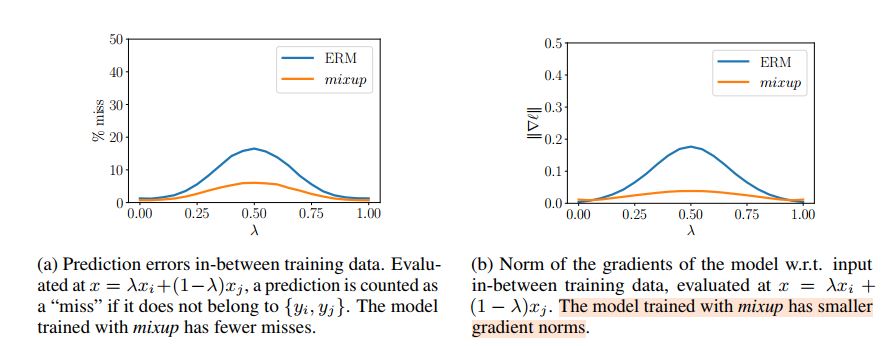 50
40
30
20
10
0
% miss
0.00 0.25 0.50 0.75 1.00
λ
ERM
mixup
0.5
0.4
0.3
0.2
0.1
0.0
‖∇ℓ‖
0.00 0.25 0.50 0.75 1.00
λ
ERM
mixup
(a) Prediction errors in-between training data. Evalu-
ated at x = λxᵢ+(1−λ)xⱼ, a prediction is counted as
a “miss” if it does not belong to {yᵢ, yⱼ}. The model
trained with mixup has fewer misses.
(b) Norm of the gradients of the model w.r.t. input
in-between training data, evaluated at x = λxᵢ +
(1 − λ)xⱼ. The model trained with mixup has smaller
gradient norms.